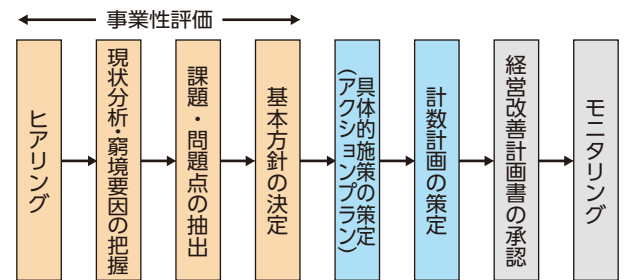 事業性評価
ヒアリング
現状分析・窮境要因の把握
課題・問題点の抽出
基本方針の決定
具体的施策の策定
(アクションプラン)
計数計画の策定
経営改善計画書の承認
モニタリング